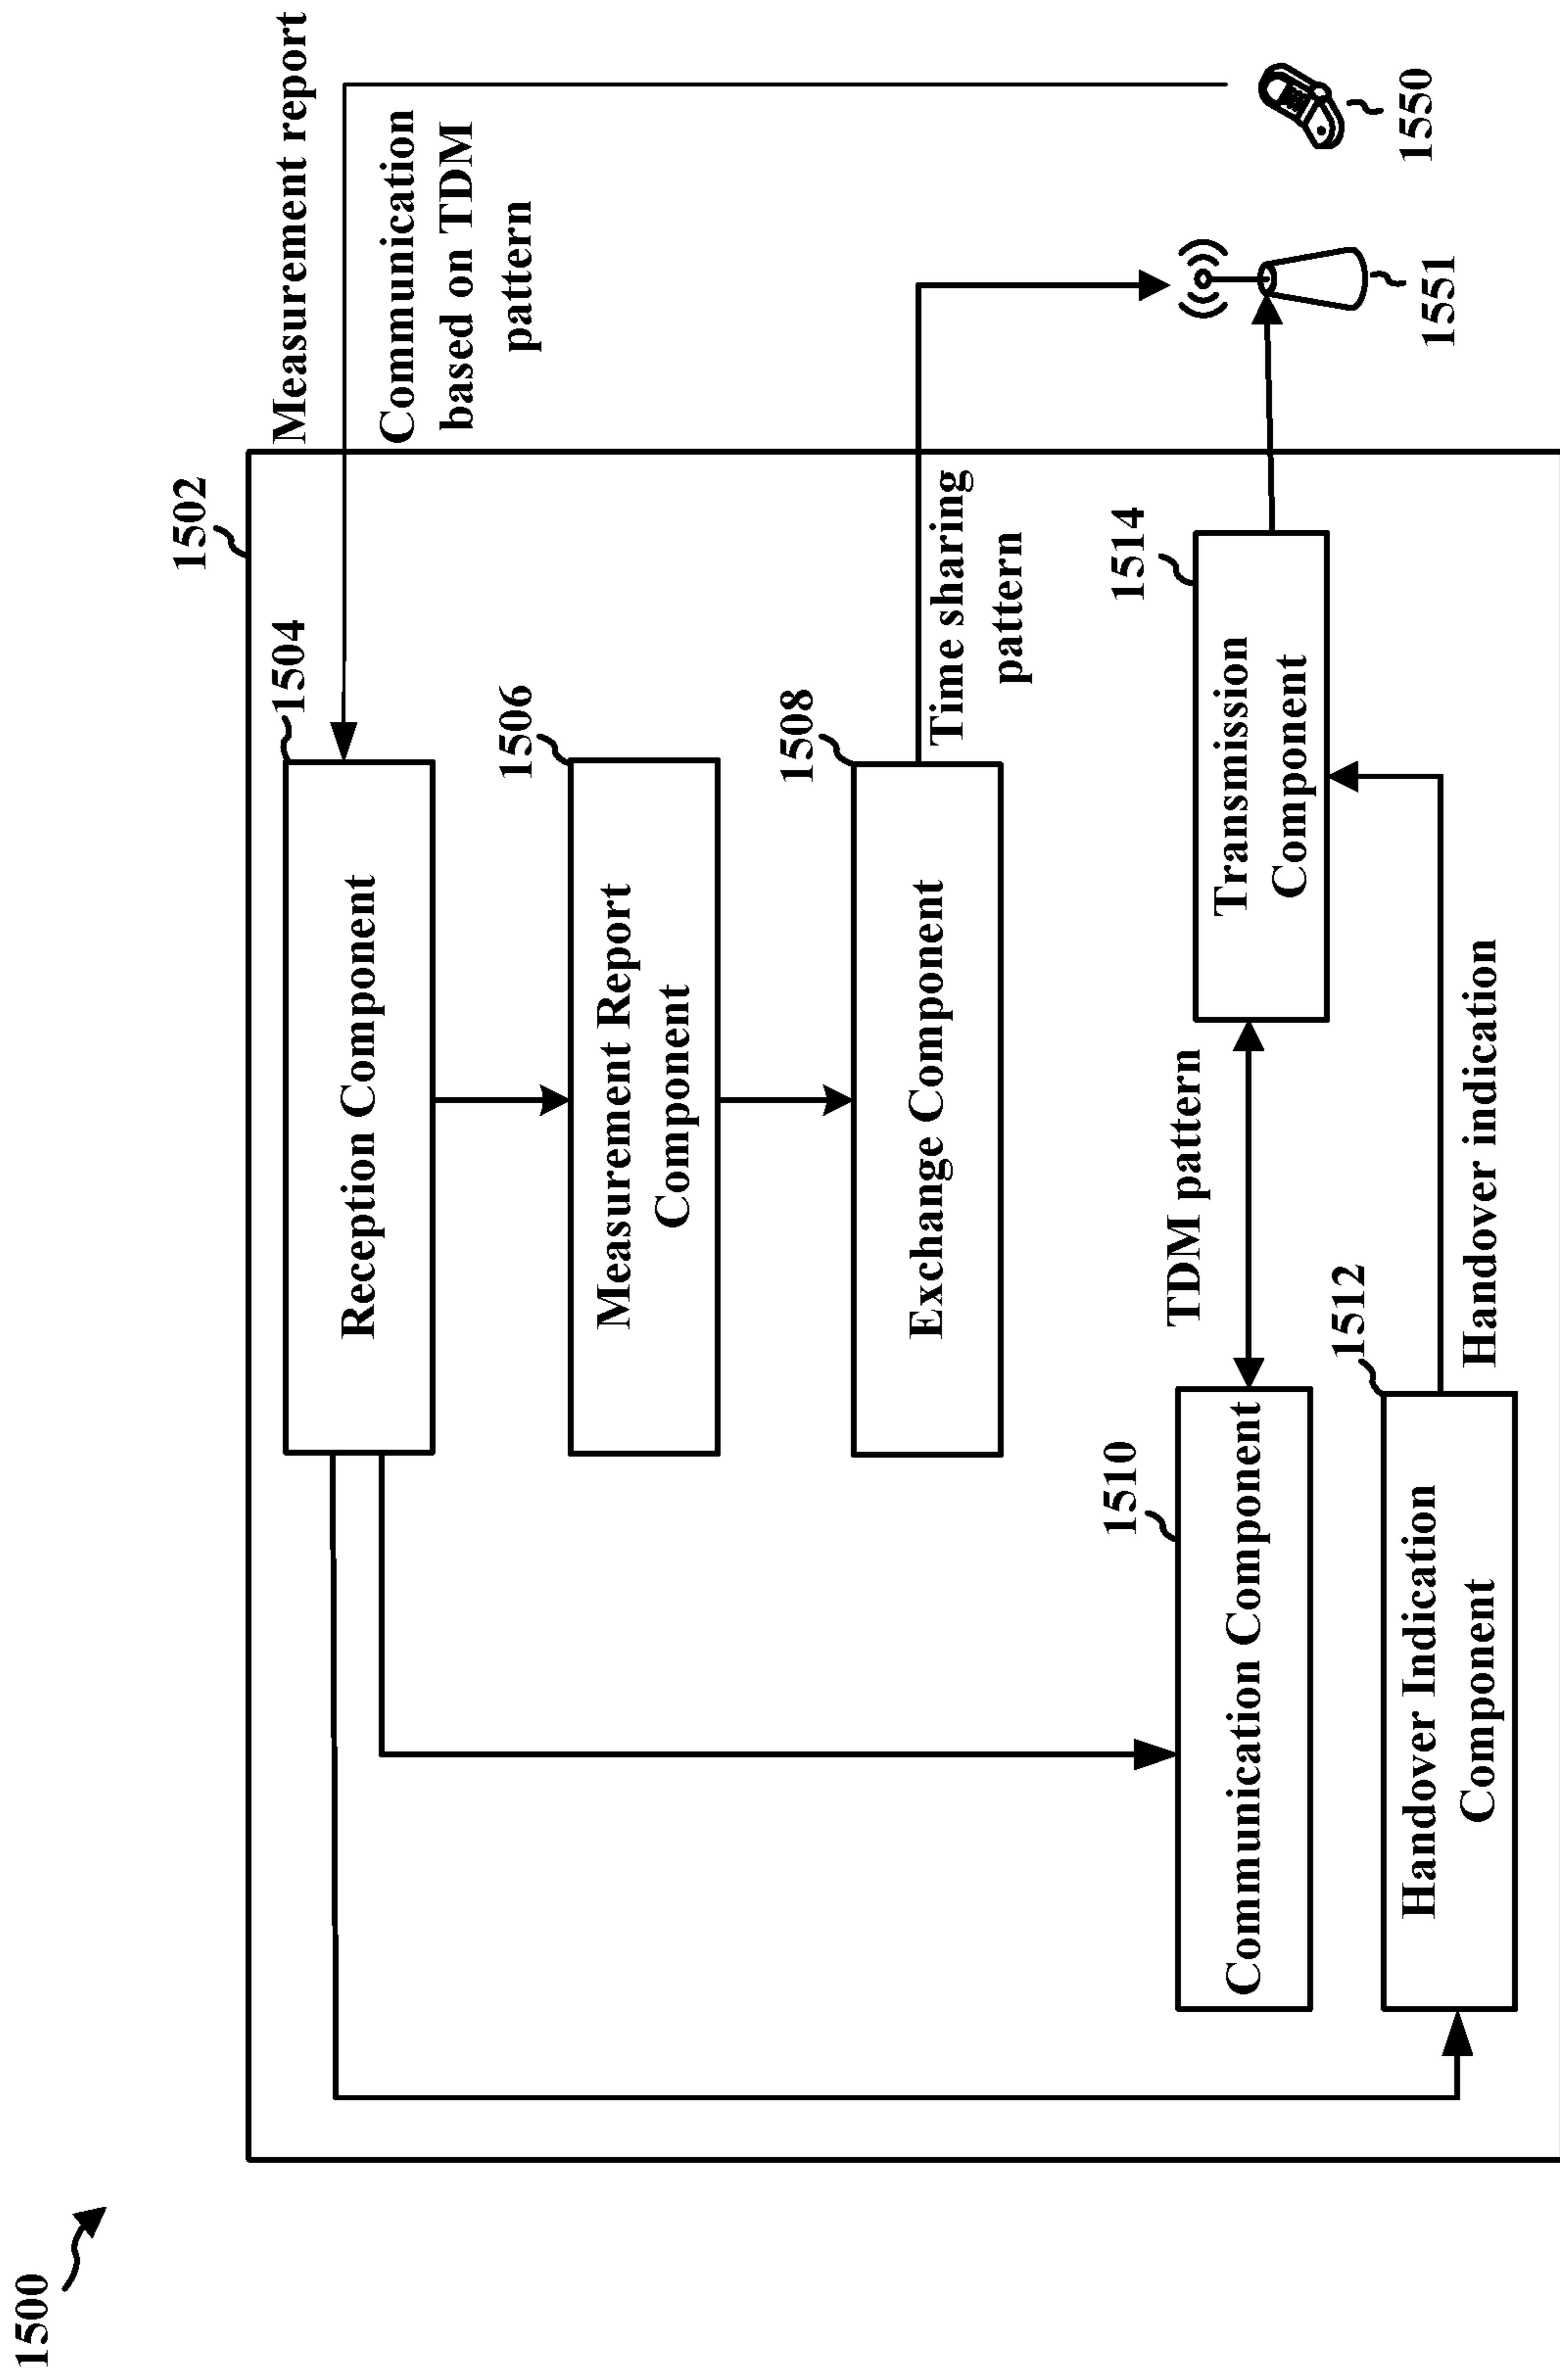 1500
1502
Measurement report
1504
Reception Component
Communication
based on TDM
pattern
1506
Measurement Report
Component
1508
Exchange Component
Time sharing
pattern
1510
Communication Component
TDM pattern
1514
Transmission
Component
1512
Handover Indication
Component
Handover indication
1550
1551